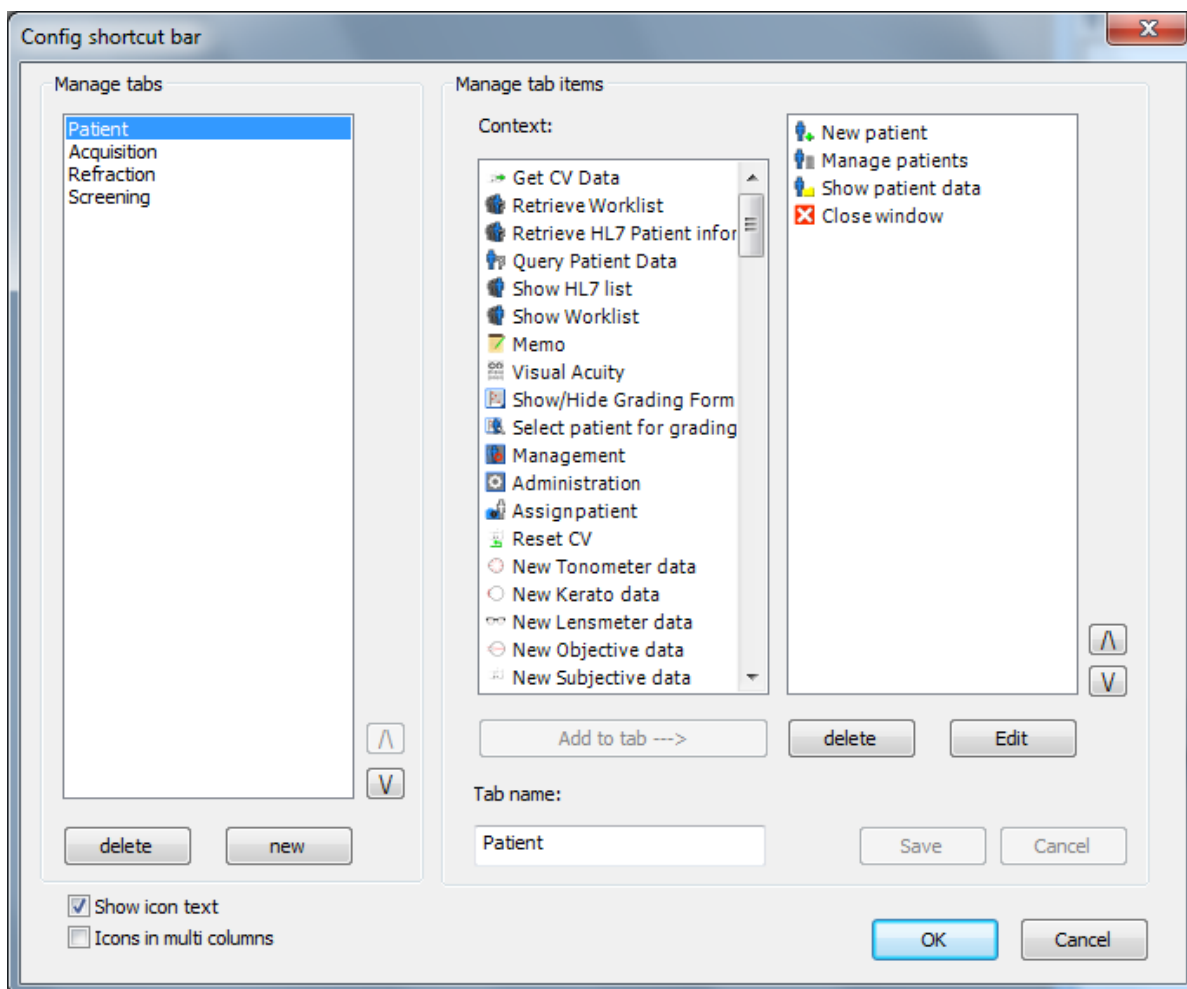 Config shortcut bar
Manage tabs
Patient
Acquisition
Refraction
Screening
/\
\/
delete
new
Manage tab items
Context:
Get CV Data
Retrieve Worklist
Retrieve HL7 Patient infor
Query Patient Data
Show HL7 list
Show Worklist
Memo
Visual Acuity
Show/Hide Grading Form
Select patient for grading
Management
Administration
Assign patient
Reset CV
New Tonometer data
New Kerato data
New Lensmeter data
New Objective data
New Subjective data
New patient
Manage patients
Show patient data
Close window
/\
\/
Add to tab --->
delete
Edit
Tab name:
Patient
Save
Cancel
Show icon text
Icons in multi columns
OK
Cancel